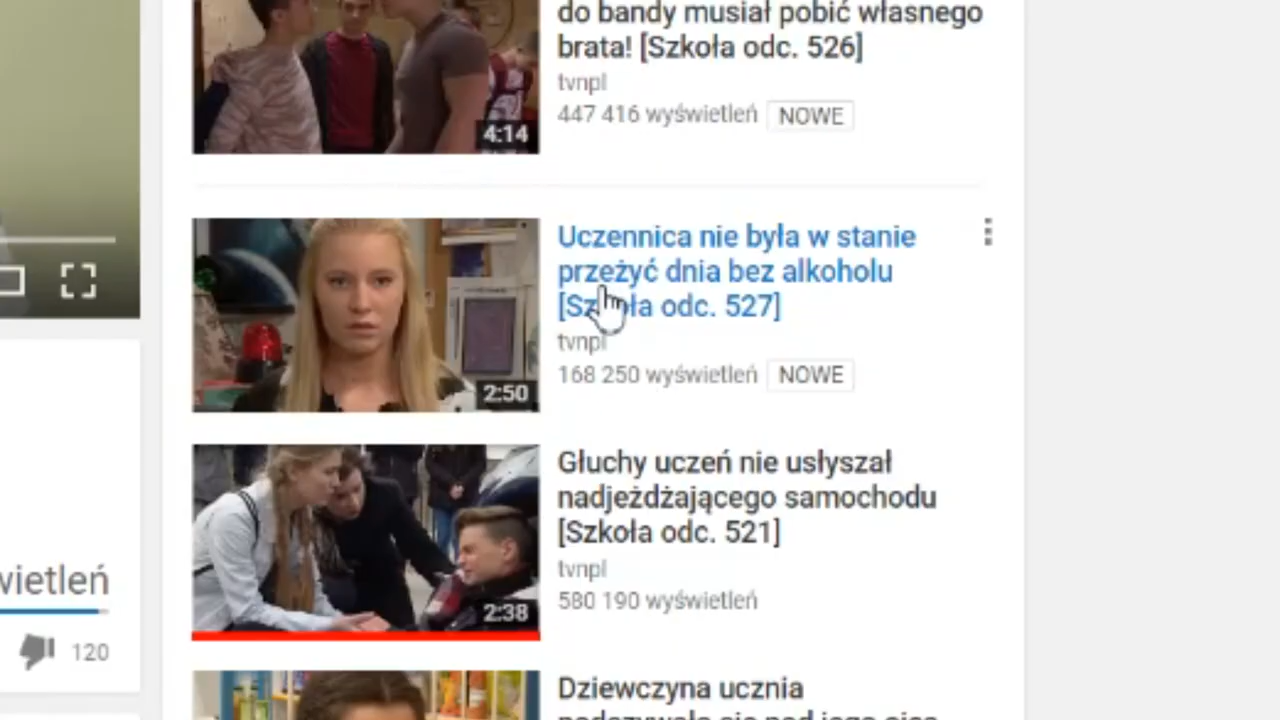 do bandy musiał pobić własnego
brata! [Szkoła odc. 526]
tvnpl
447 416 wyświetleń NOWE
4:14
Uczennica nie była w stanie
przeżyć dnia bez alkoholu
[Szkoła odc. 527]
tvnpl
168 250 wyświetleń NOWE
2:50
Głuchy uczeń nie usłyszał
nadjeżdżającego samochodu
[Szkoła odc. 521]
tvnpl
580 190 wyświetleń
2:38
wietleń
120
Dziewczyna ucznia